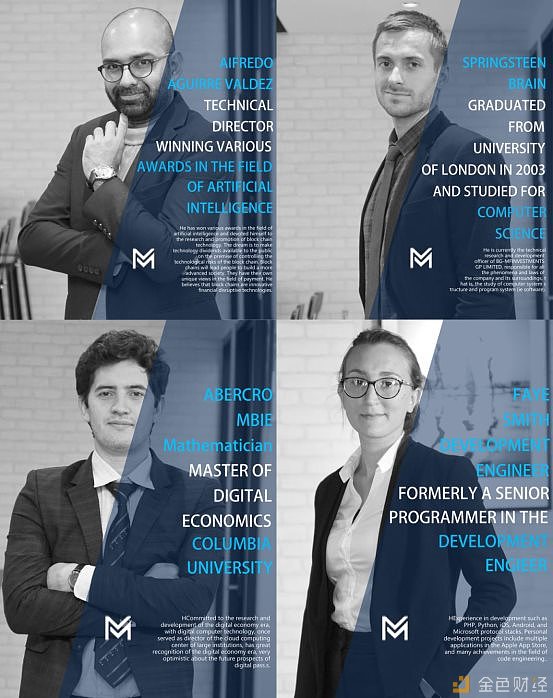 AIFREDO
AGUIRRE VALDEZ
TECHNICAL
DIRECTOR
WINNING VARIOUS
AWARDS IN THE FIELD
OF ARTIFICIAL
INTELLIGENCE
He has won various awards in the field of
artificial intelligence and devoted himself to
the research and promotion of block chain
technology. The dream is to make
technology dividends available to the public
on the premise of controlling the
technological risks of the block chain. Block
chains will lead people to build a more
advanced society. They have their own
unique views in the field of payment. He
believes that block chains are innovative
financial disruptive technologies.
SPRINGSTEEN
BRAIN
GRADUATED
FROM
UNIVERSITY
OF LONDON IN 2003
AND STUDIED FOR
COMPUTER
SCIENCE
He is currently the technical
research and development
officer of BG-MFINVESTMENTS
GP LIMITED, responsible for all
the phenomena and laws of
the company and its surroundings,s
hat is, the study of computer system s
tructure and program system (ie software).
ABERCRO
MBIE
Mathematician
MASTER OF
DIGITAL
ECONOMICS
COLUMBIA
UNIVERSITY
HCommitted to the research and
development of the digital economy era,
with digital computer technology, once
served as director of the cloud computing
center of large institutions, has great
recognition of the digital economy era, very
optimistic about the future prospects of
digital pass.s.
FAYE
SMITH
DEVELOPMENT
ENGINEER
FORMERLY A SENIOR
PROGRAMMER IN THE
DEVELOPMENT
ENGIEER
HExperience in development such as
PHP, Python, iOS, Android, and
Microsoft protocol stacks. Personal
development projects include multiple
applications in the Apple App Store,
and many achievements in the field of
code engineering.
金色财经